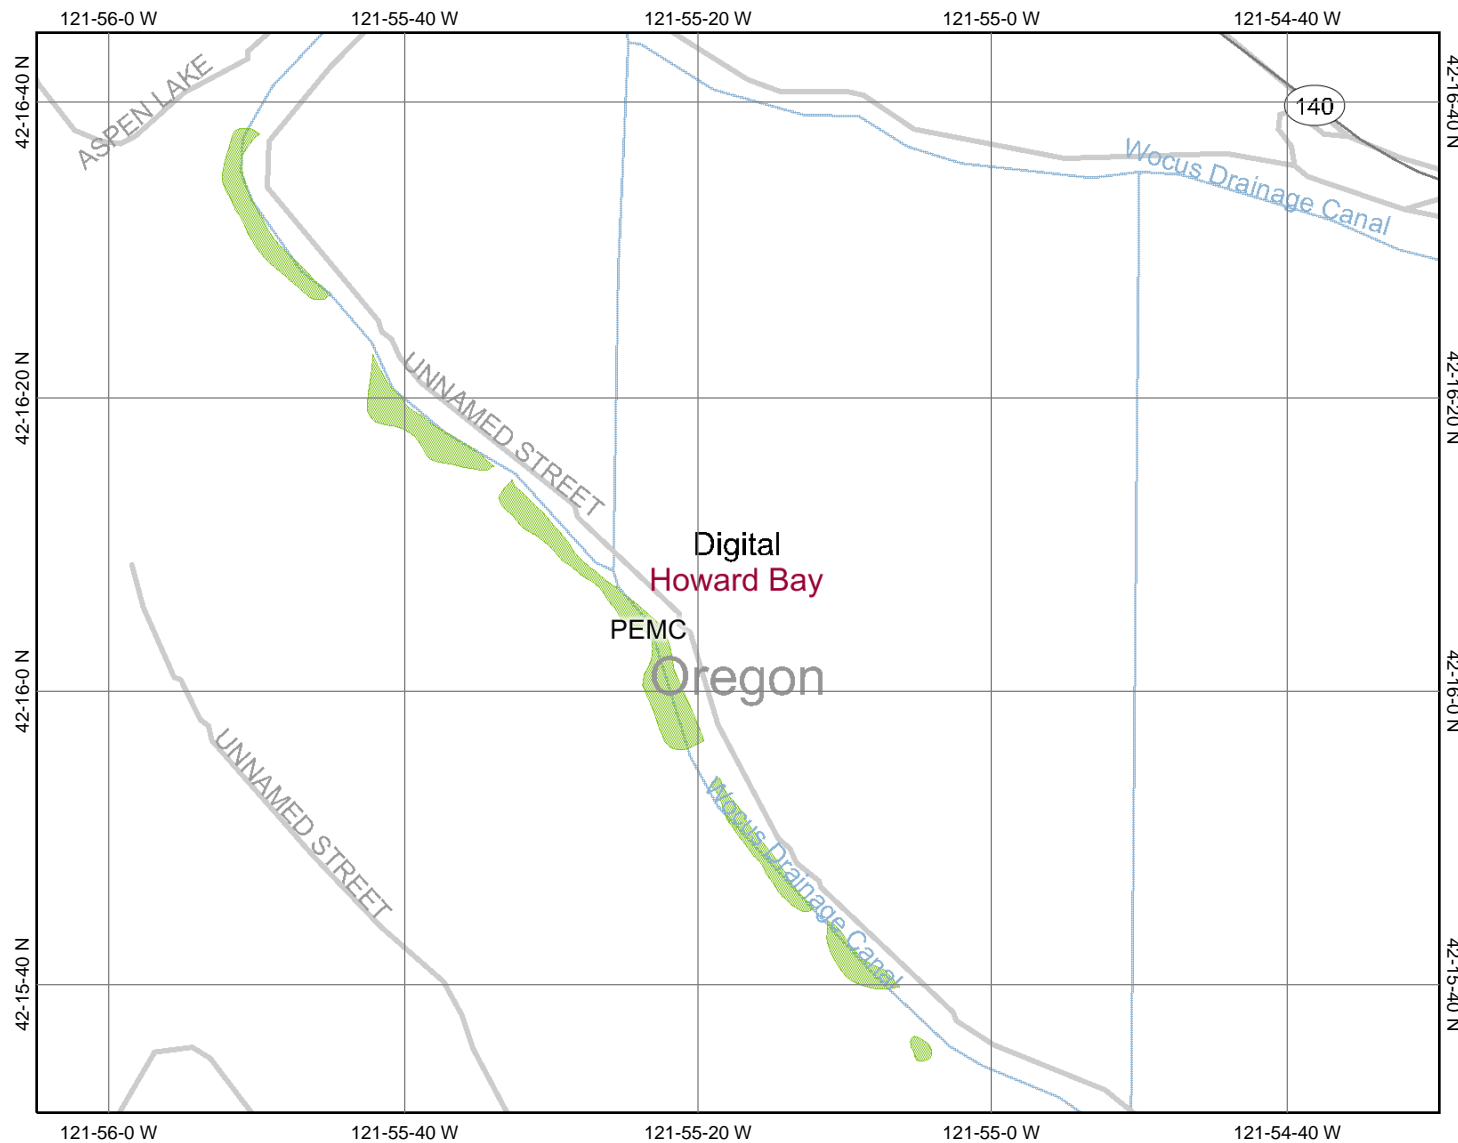 121-56-0 W
121-55-40 W
121-55-20 W
121-55-0 W
121-54-40 W
42-16-40 N
42-16-40 N
ASPEN LAKE
140
Wocus Drainage Canal
42-16-20 N
42-16-20 N
UNNAMED STREET
Digital
Howard Bay
PEMC
Oregon
42-16-0 N
42-16-0 N
UNNAMED STREET
Wocus Drainage Canal
42-15-40 N
42-15-40 N
121-56-0 W
121-55-40 W
121-55-20 W
121-55-0 W
121-54-40 W